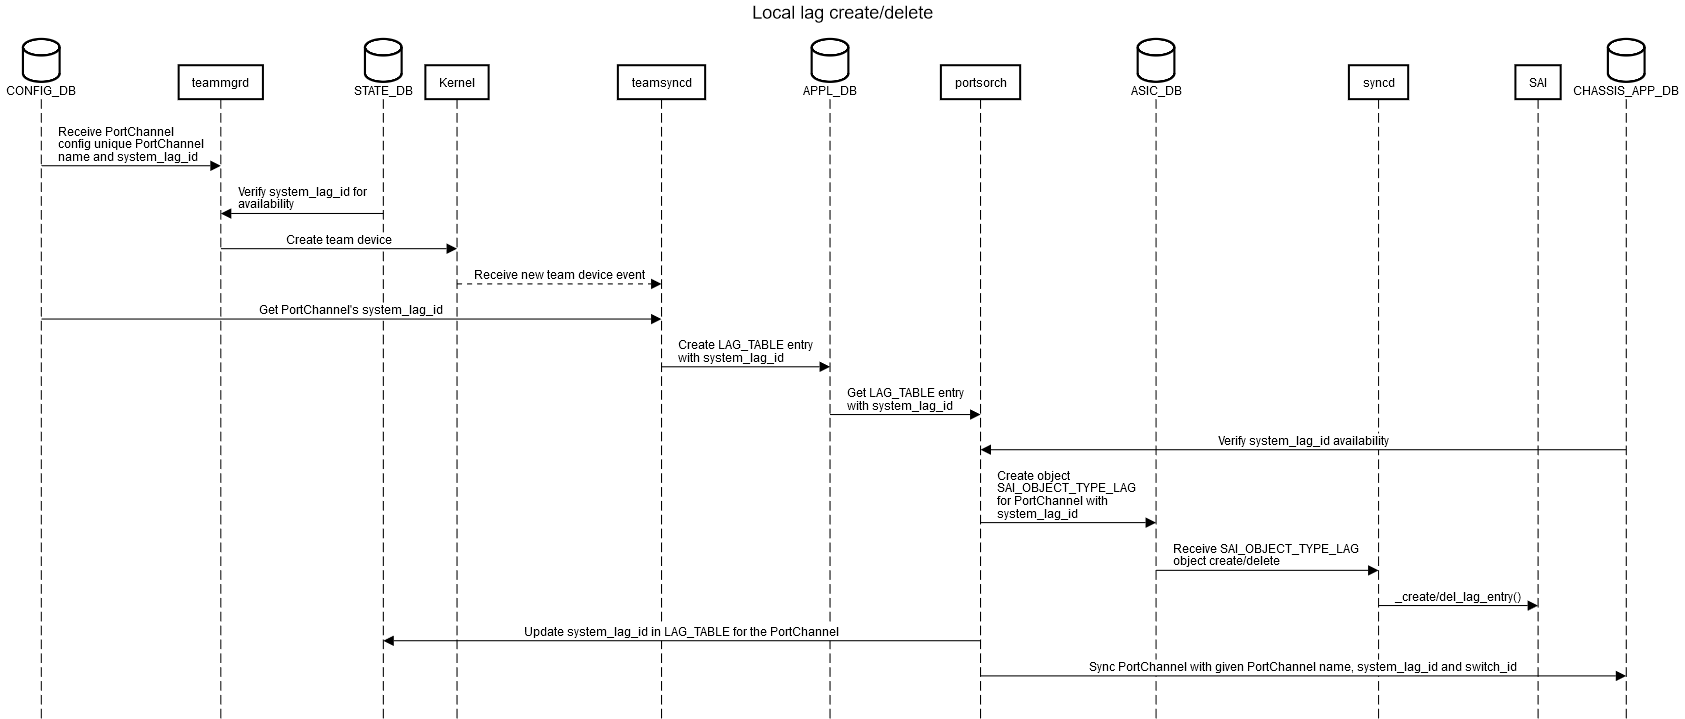 Local lag create/delete
CONFIG_DB
teammgrd
STATE_DB
Kernel
teamsyncd
APPL_DB
portsorch
ASIC_DB
syncd
SAI
CHASSIS_APP_DB
Receive PortChannel
config unique PortChannel
name and system_lag_id
Verify system_lag_id for
availability
Create team device
Receive new team device event
Get PortChannel's system_lag_id
Create LAG_TABLE entry
with system_lag_id
Get LAG_TABLE entry
with system_lag_id
Verify system_lag_id availability
Create object
SAI_OBJECT_TYPE_LAG
for PortChannel with
system_lag_id
Receive SAI_OBJECT_TYPE_LAG
object create/delete
_create/del_lag_entry()
Update system_lag_id in LAG_TABLE for the PortChannel
Sync PortChannel with given PortChannel name, system_lag_id and switch_id